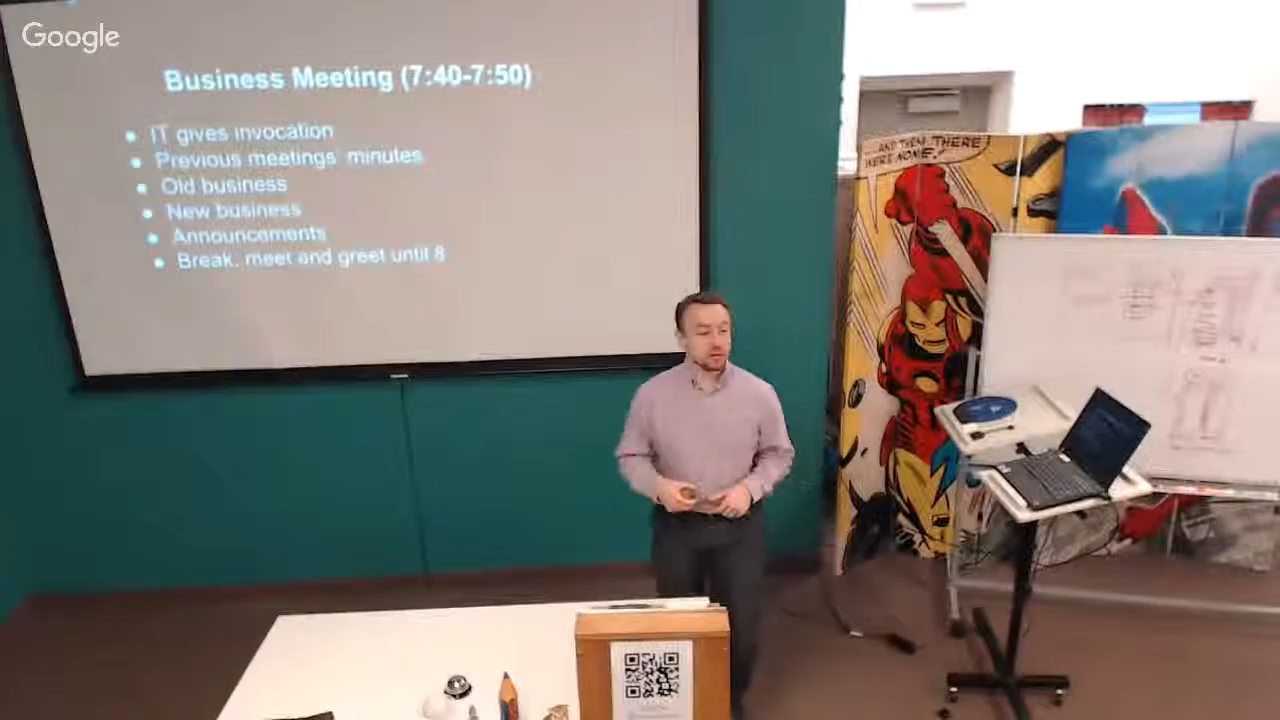 Google
Business Meeting (7:40-7:50)
IT gives invocation
Previous meetings' minutes
Old business
New business
Announcements
Break, meet and greet until 8
...AND THEN THERE
WERE NONE!